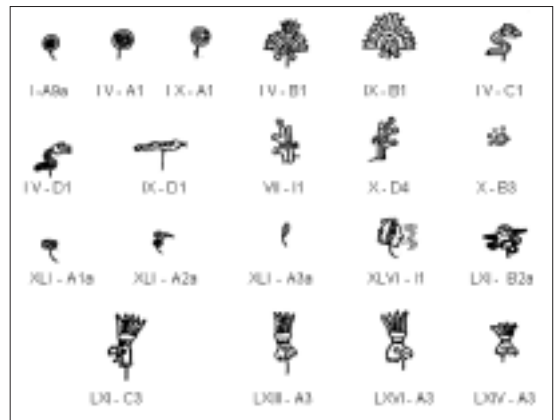 I-A9a IV-A1 IX-A1 IV-B1 IX-B1 IV-C1
IV-D1 IX-D1 VII-I1 X-D4 X-B3
XLI-A1a XLI-A2a XLI-A3a XLVI-I1 LXI-B2a
LXI-C3 LXIII-A3 LXVI-A3 LXIV-A3